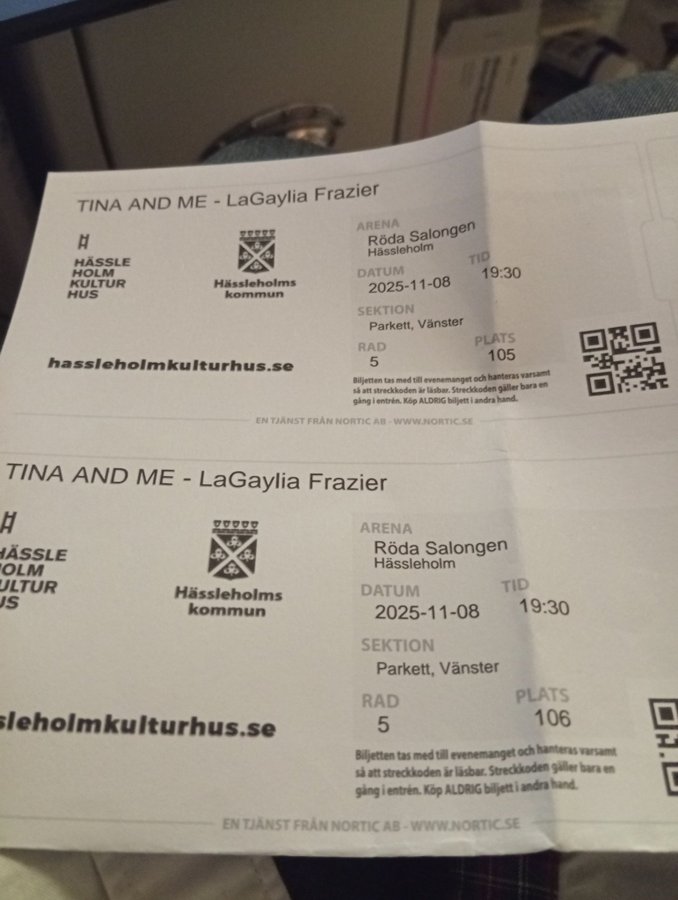 TINA AND ME - LaGaylia Frazier
HÄSSLE
HOLM
KULTUR
HUS
Hässleholms
kommun
hassleholmkulturhus.se
ARENA
Röda Salongen
Hässleholm
DATUM TID
2025-11-08 19:30
SEKTION
Parkett, Vänster
RAD PLATS
5 105
Biljetten tas med till evenemanget och hanteras varsamt
så att streckkoden är läsbar. Streckkoden gäller bara en
gång i entrén. Köp ALDRIG biljett i andra hand.
EN TJÄNST FRÅN NORTIC AB - WWW.NORTIC.SE
TINA AND ME - LaGaylia Frazier
HÄSSLE
OLM
ULTUR
US
Hässleholms
kommun
sleholmkulturhus.se
ARENA
Röda Salongen
Hässleholm
DATUM TID
2025-11-08 19:30
SEKTION
Parkett, Vänster
RAD PLATS
5 106
Biljetten tas med till evenemanget och hanteras varsamt
så att streckkoden är läsbar. Streckkoden gäller bara en
gång i entrén. Köp ALDRIG biljett i andra hand.
EN TJÄNST FRÅN NORTIC AB - WWW.NORTIC.SE